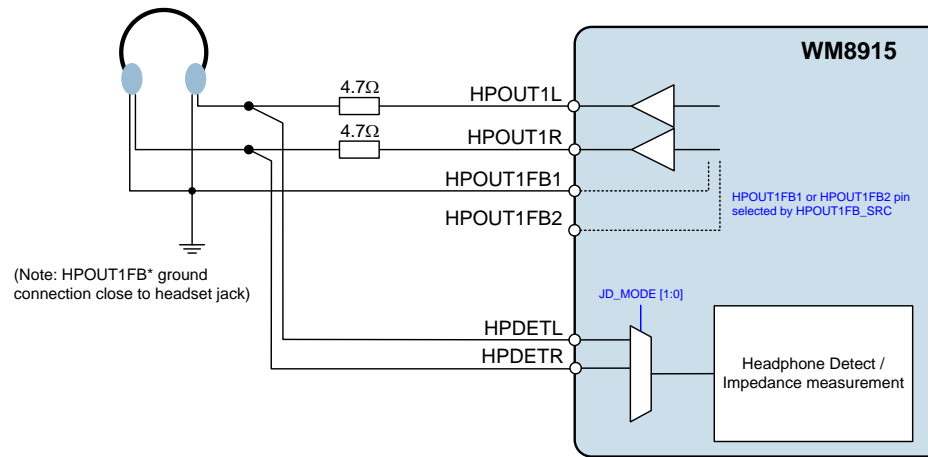 WM8915
4.7Ω
HPOUT1L
4.7Ω
HPOUT1R
HPOUT1FB1
HPOUT1FB2
HPOUT1FB1 or HPOUT1FB2 pin
selected by HPOUT1FB_SRC
(Note: HPOUT1FB* ground
connection close to headset jack)
JD_MODE [1:0]
HPDETL
HPDETR
Headphone Detect /
Impedance measurement